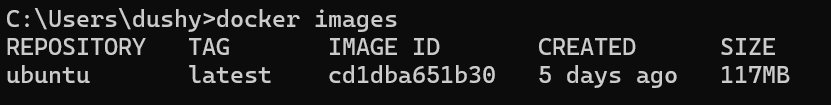 C:\Users\dushy>docker images
REPOSITORY   TAG       IMAGE ID       CREATED      SIZE
ubuntu       latest    cd1dba651b30   5 days ago   117MB